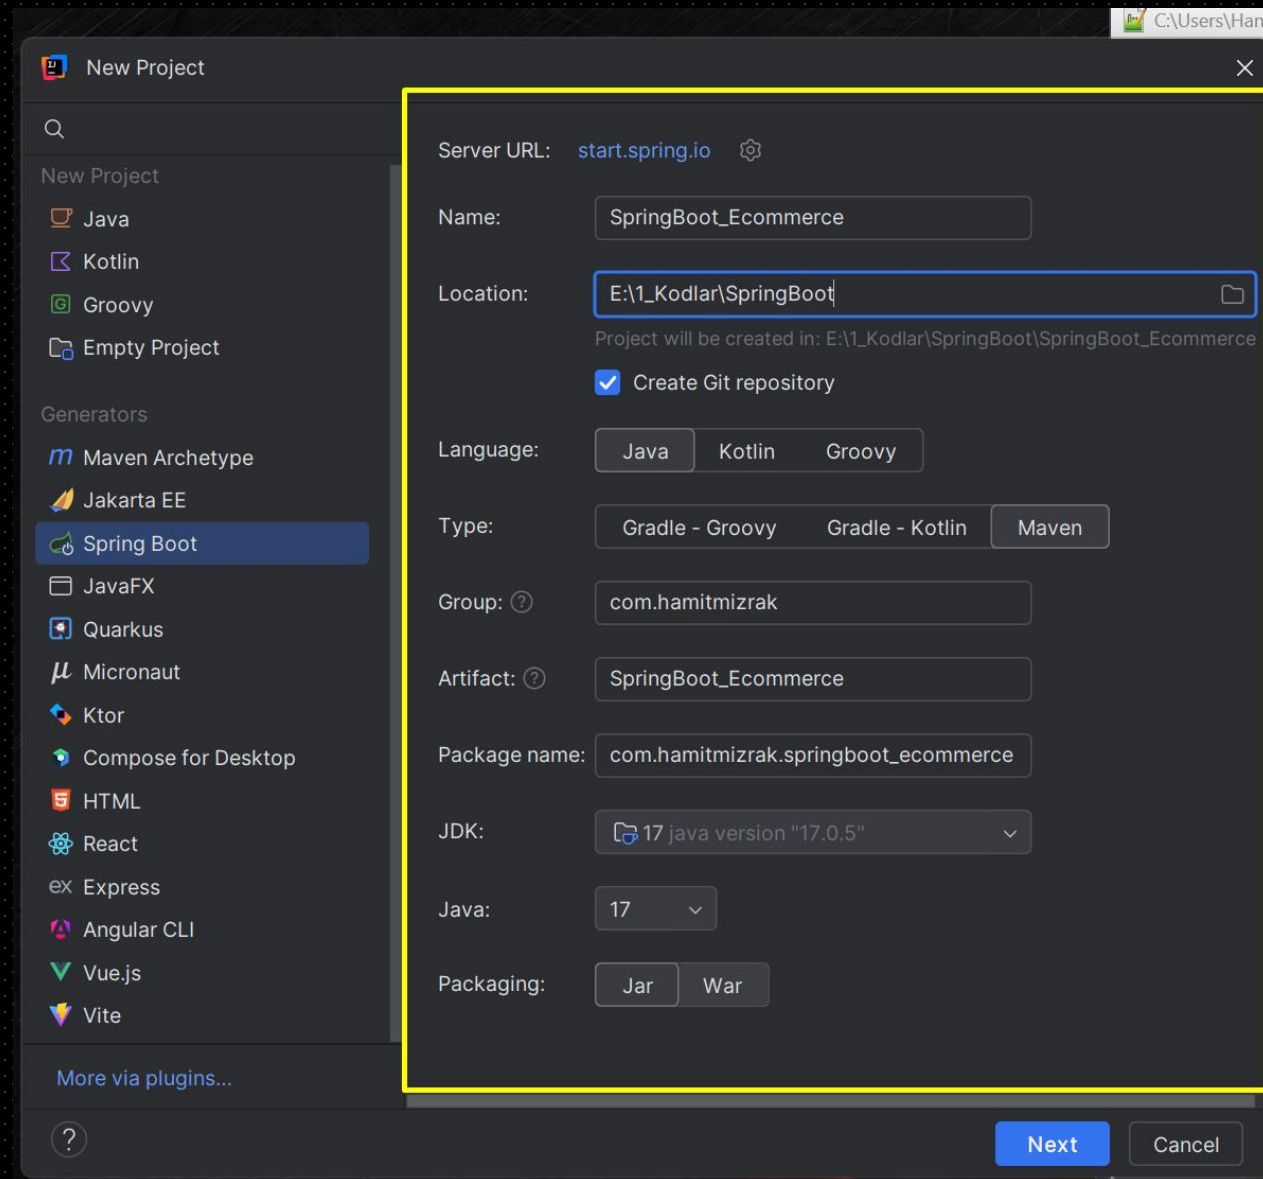 C:\Users\Han
New Project
New Project
Java
Kotlin
Groovy
Empty Project
Generators
Maven Archetype
Jakarta EE
Spring Boot
JavaFX
Quarkus
Micronaut
Ktor
Compose for Desktop
HTML
React
Express
Angular CLI
Vue.js
Vite
More via plugins...
Server URL: start.spring.io
Name: SpringBoot_Ecommerce
Location: E:\1_Kodlar\SpringBoot
Project will be created in: E:\1_Kodlar\SpringBoot\SpringBoot_Ecommerce
Create Git repository
Language: Java Kotlin Groovy
Type: Gradle - Groovy Gradle - Kotlin Maven
Group: com.hamitmizrak
Artifact: SpringBoot_Ecommerce
Package name: com.hamitmizrak.springboot_ecommerce
JDK: 17 java version "17.0.5"
Java: 17
Packaging: Jar War
Next Cancel